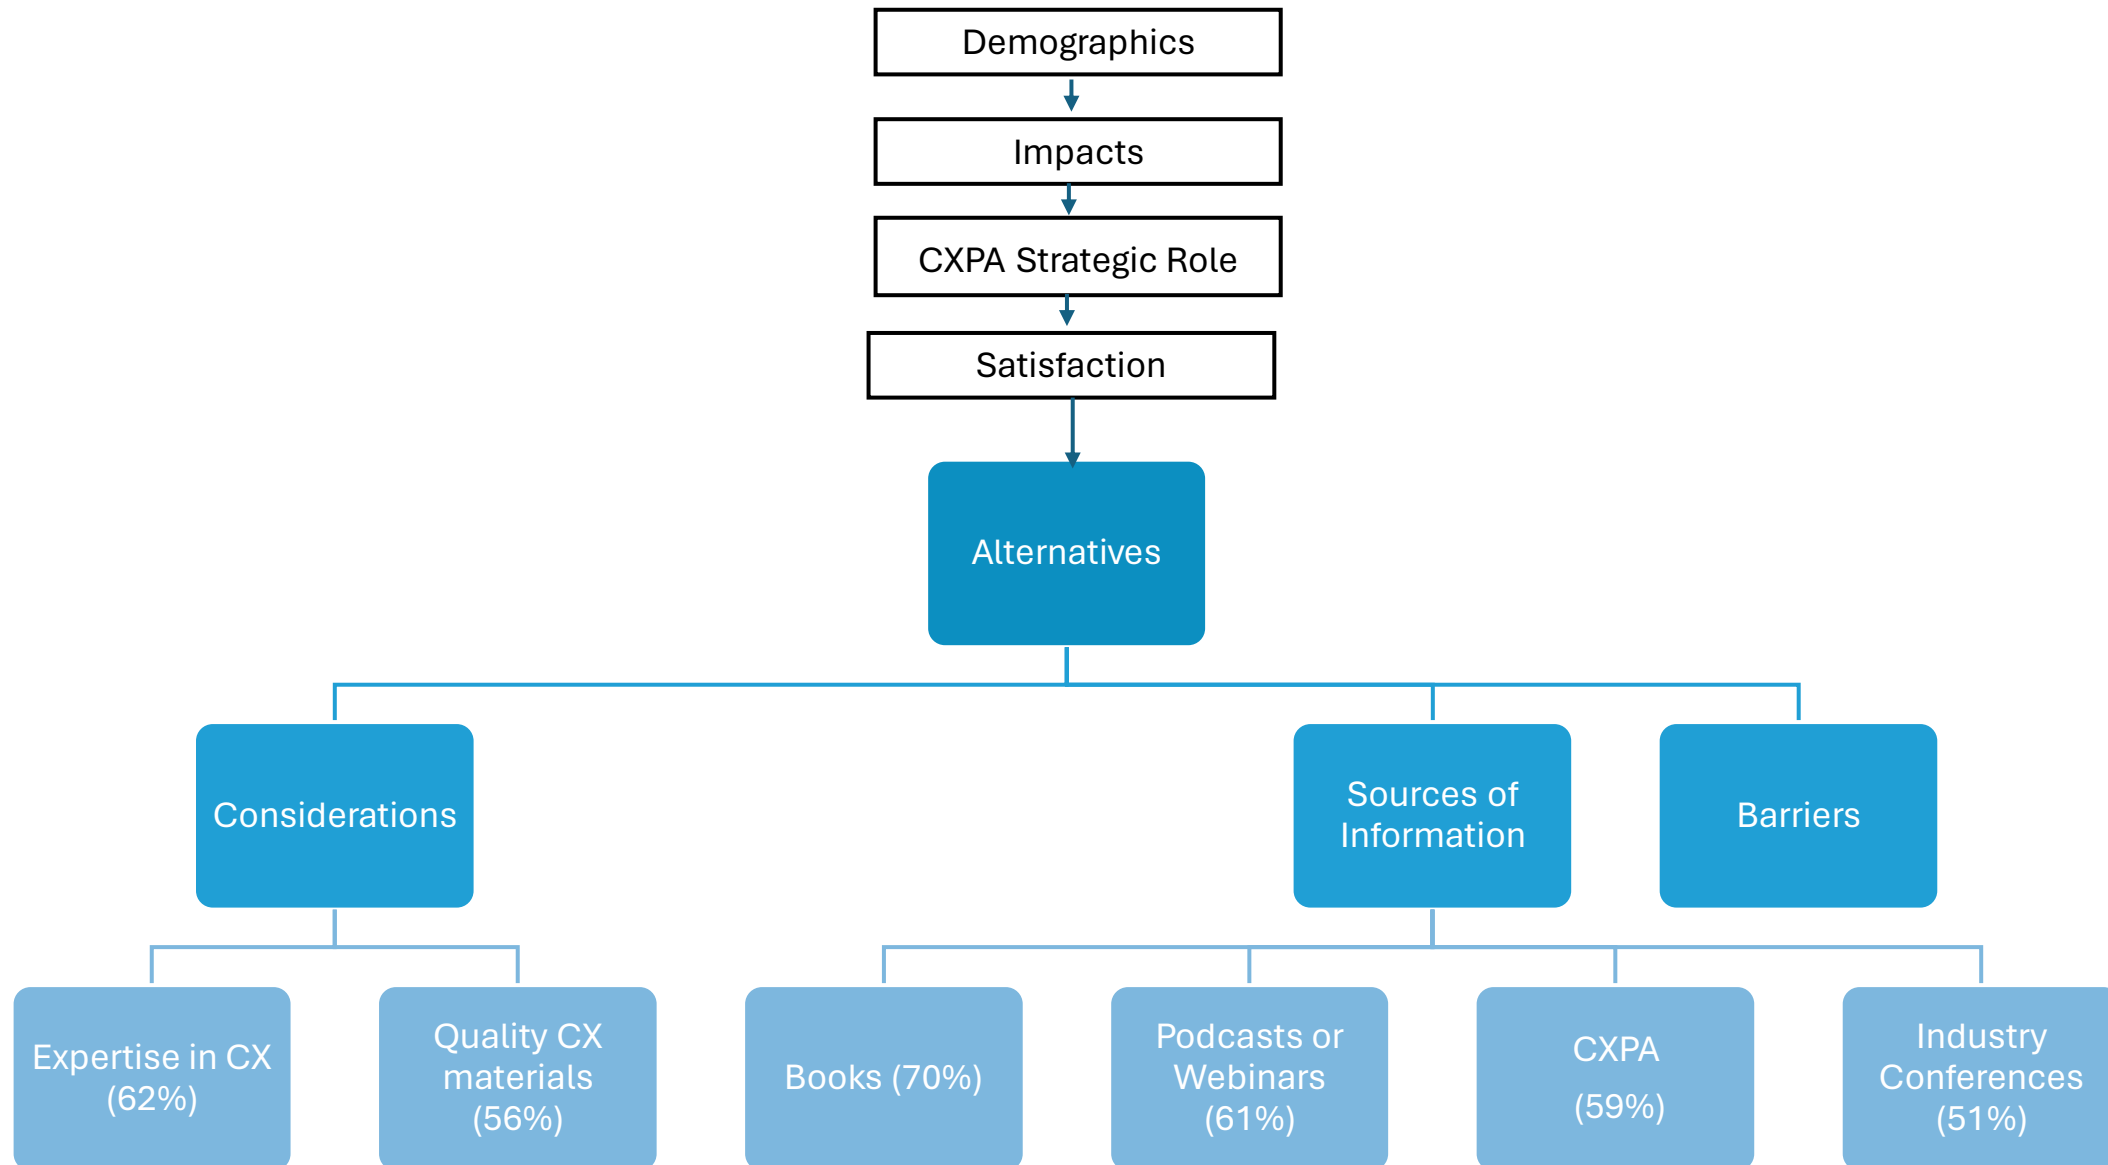 Demographics
Impacts
CXPA Strategic Role
Satisfaction
Alternatives
Considerations
Sources of
Information
Barriers
Expertise in CX
(62%)
Quality CX
materials
(56%)
Books (70%)
Podcasts or
Webinars
(61%)
CXPA
(59%)
Industry
Conferences
(51%)